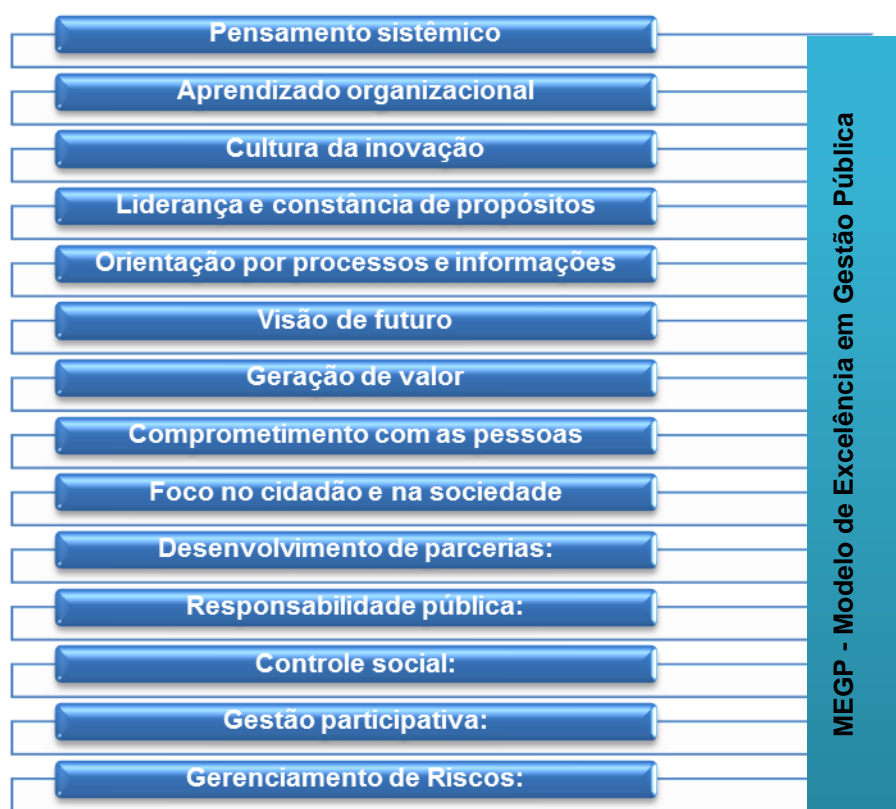 Pensamento sistêmico
Aprendizado organizacional
Cultura da inovação
Liderança e constância de propósitos
Orientação por processos e informações
Visão de futuro
Geração de valor
Comprometimento com as pessoas
Foco no cidadão e na sociedade
Desenvolvimento de parcerias:
Responsabilidade pública:
Controle social:
Gestão participativa:
Gerenciamento de Riscos:
MEGP - Modelo de Excelência em Gestão Pública